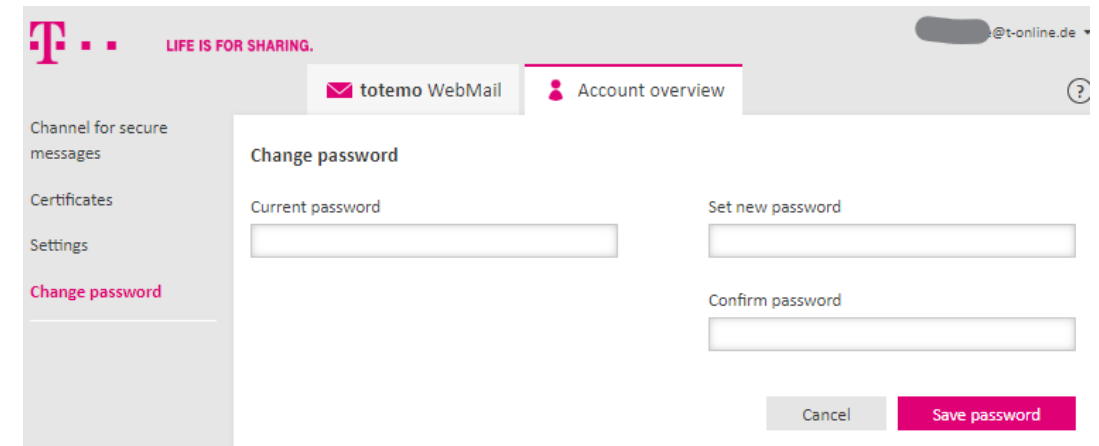 T
LIFE IS FOR SHARING.
@t-online.de
totemo WebMail
Account overview
?
Channel for secure
messages
Certificates
Settings
Change password
Change password
Current password
Set new password
Confirm password
Cancel
Save password